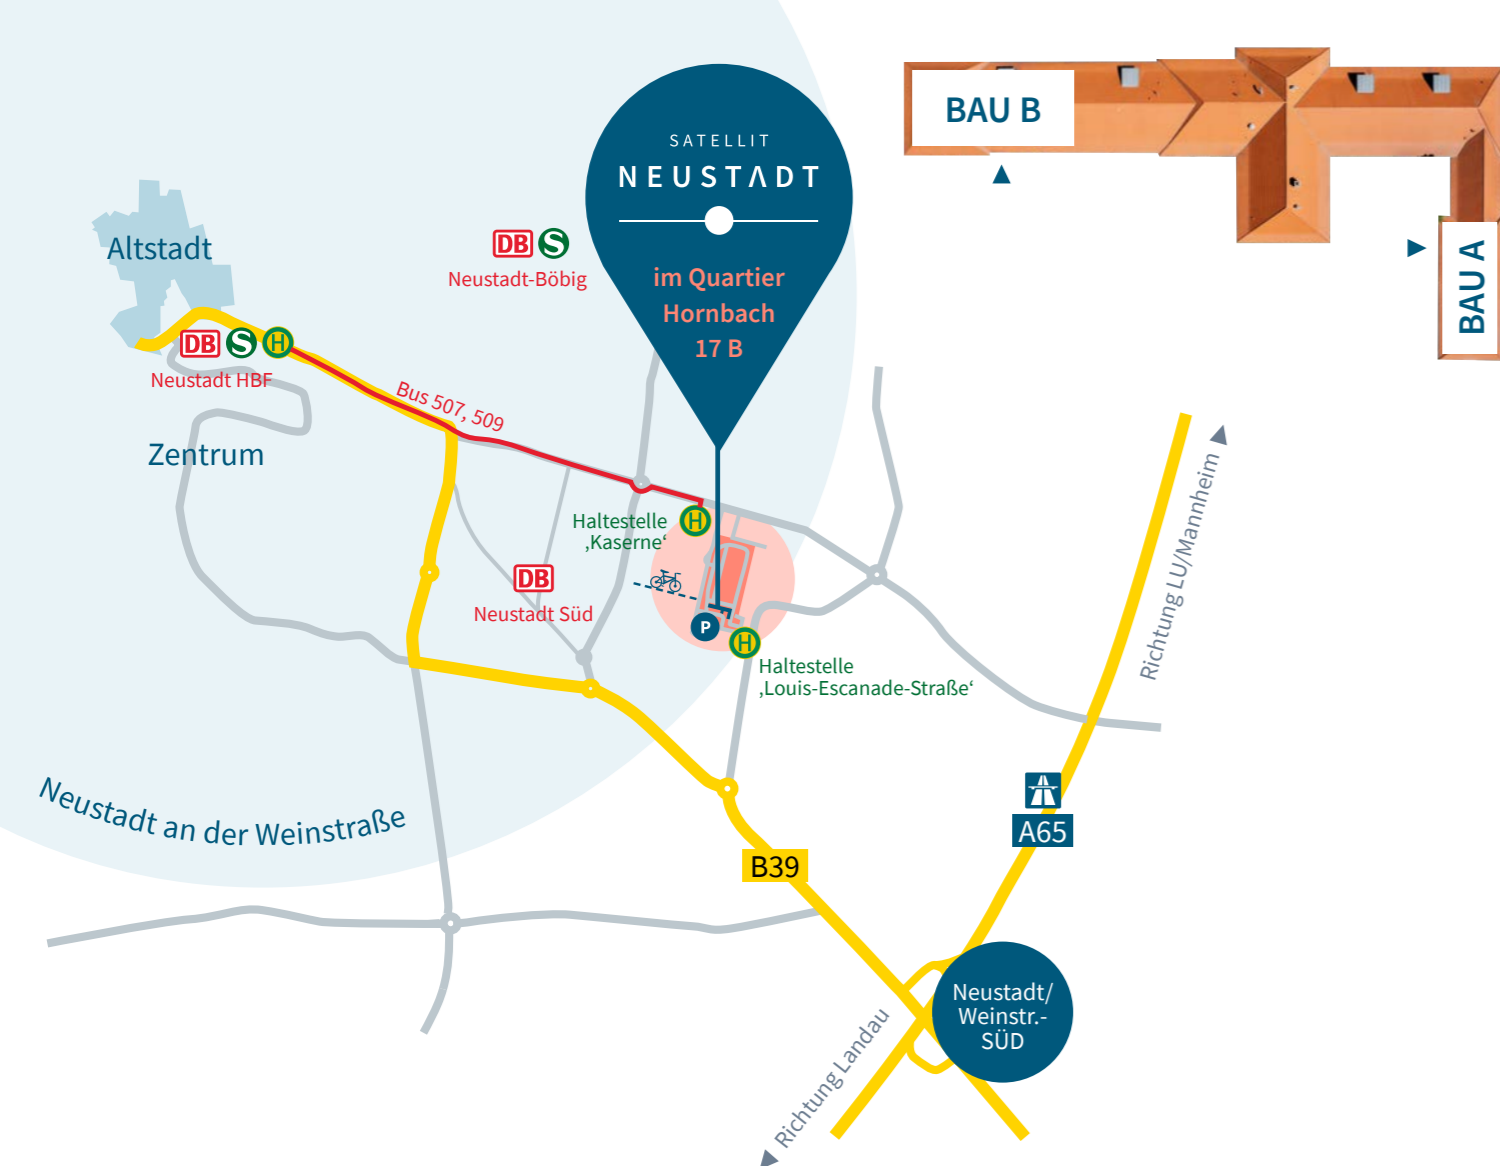 BAU B
BAU A
SATELLIT
NEUSTΛDT
im Quartier
Hornbach
17 B
Altstadt
DB S
Neustadt-Böbig
DB S H
Neustadt HBF
Bus 507, 509
Zentrum
Haltestelle
‚Kaserne‘
H
DB
Neustadt Süd
P
H
Haltestelle
‚Louis-Escanade-Straße‘
Richtung LU/Mannheim
Neustadt an der Weinstraße
A65
B39
Neustadt/
Weinstr.-
SÜD
Richtung Landau